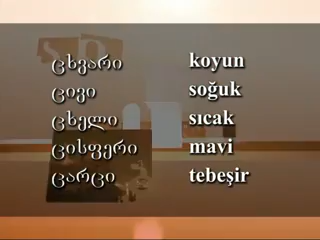 ცხვარი koyun
ცივი soğuk
ცხელი sıcak
ცისფერი mavi
ცარცი tebeşir